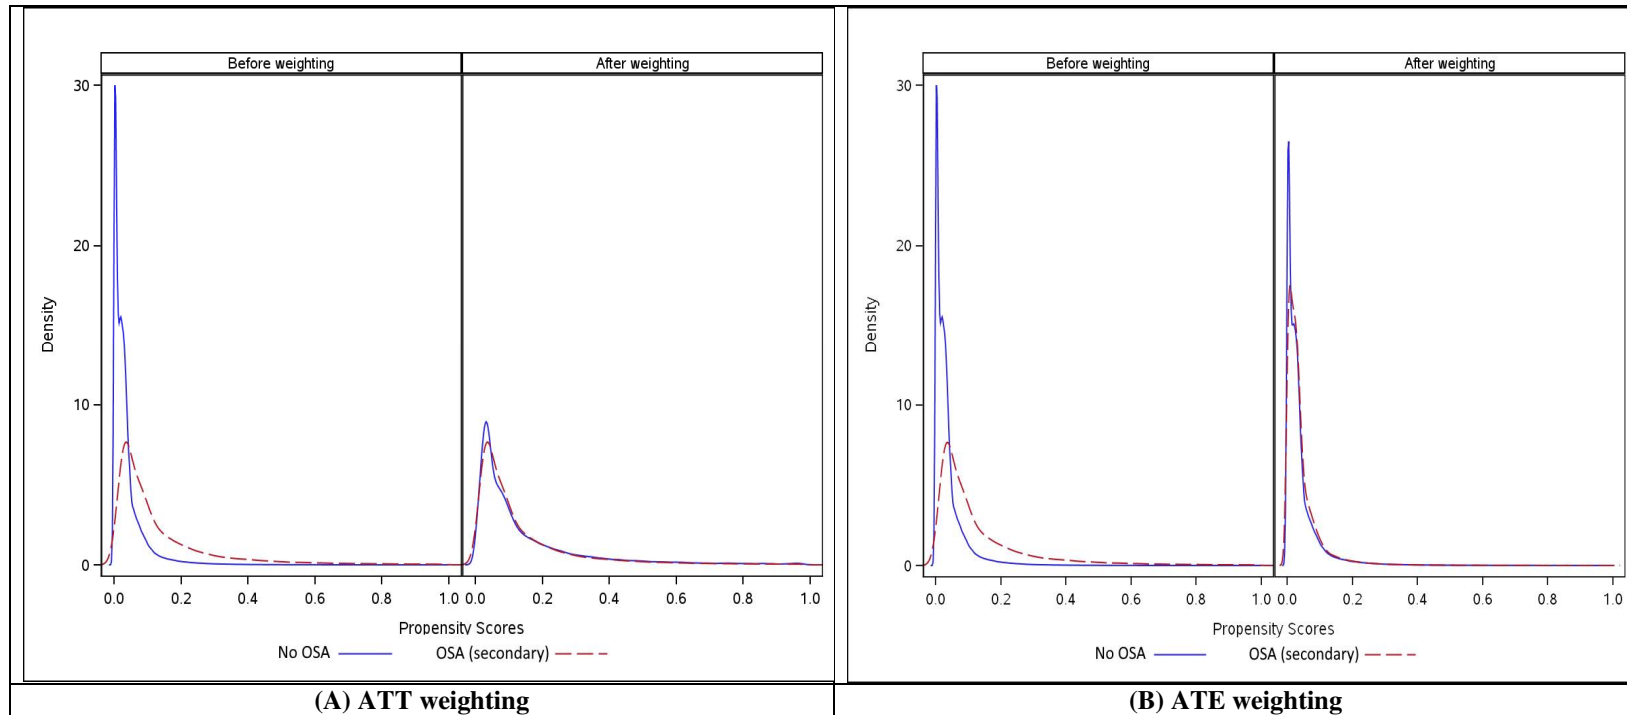 Before weighting After weighting
30
20
10
0
Density
0.0 0.2 0.4 0.6 0.8 1.0 0.0 0.2 0.4 0.6 0.8 1.0
Propensity Scores
No OSA OSA (secondary)
(A) ATT weighting
Before weighting After weighting
30
20
10
0
Density
0.0 0.2 0.4 0.6 0.8 1.0 0.0 0.2 0.4 0.6 0.8 1.0
Propensity Scores
No OSA OSA (secondary)
(B) ATE weighting